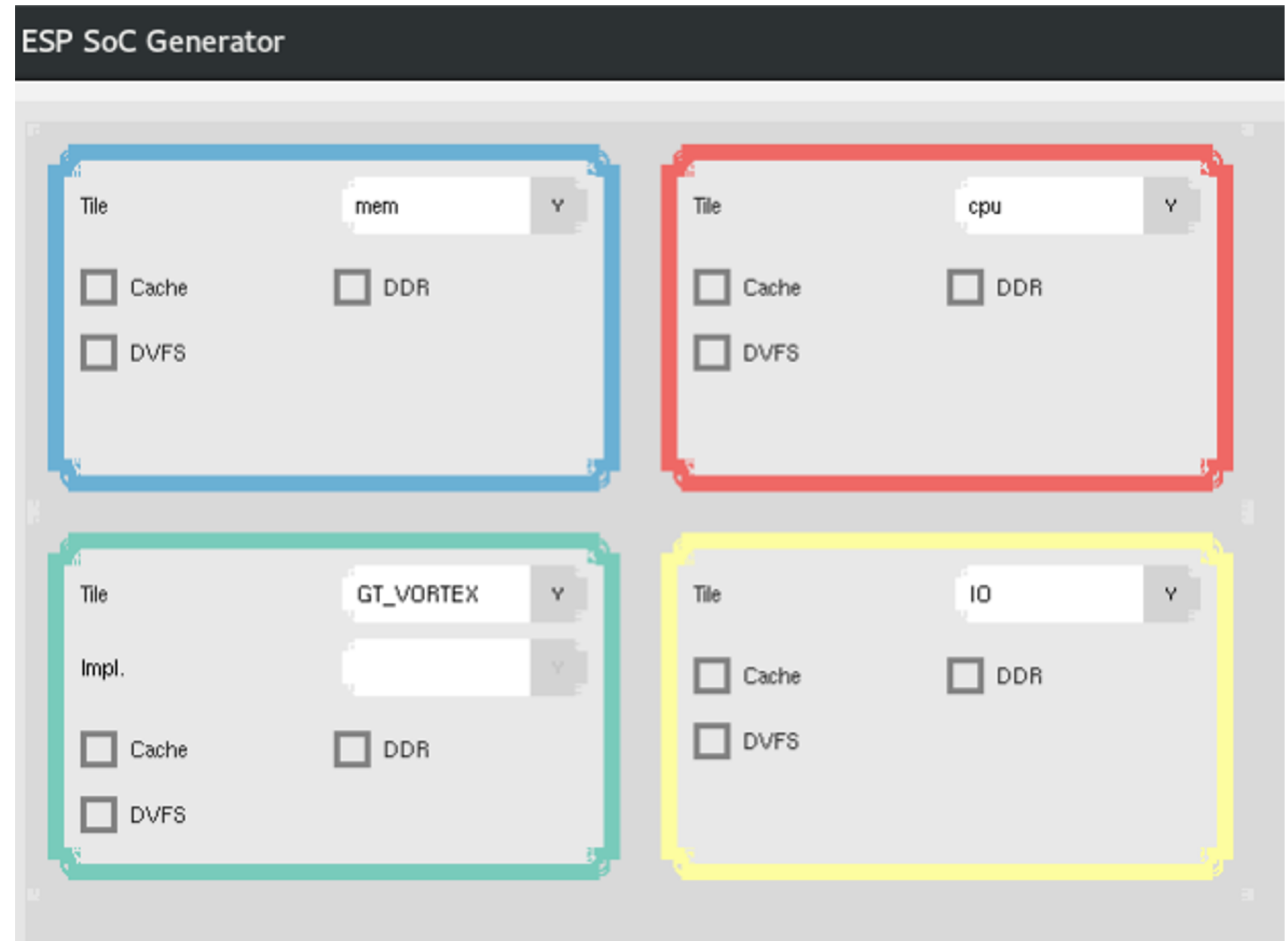 ESP SoC Generator
Tile mem Y
Cache DDR
DVFS
Tile cpu Y
Cache DDR
DVFS
Tile GT_VORTEX Y
Impl. Y
Cache DDR
DVFS
Tile IO Y
Cache DDR
DVFS